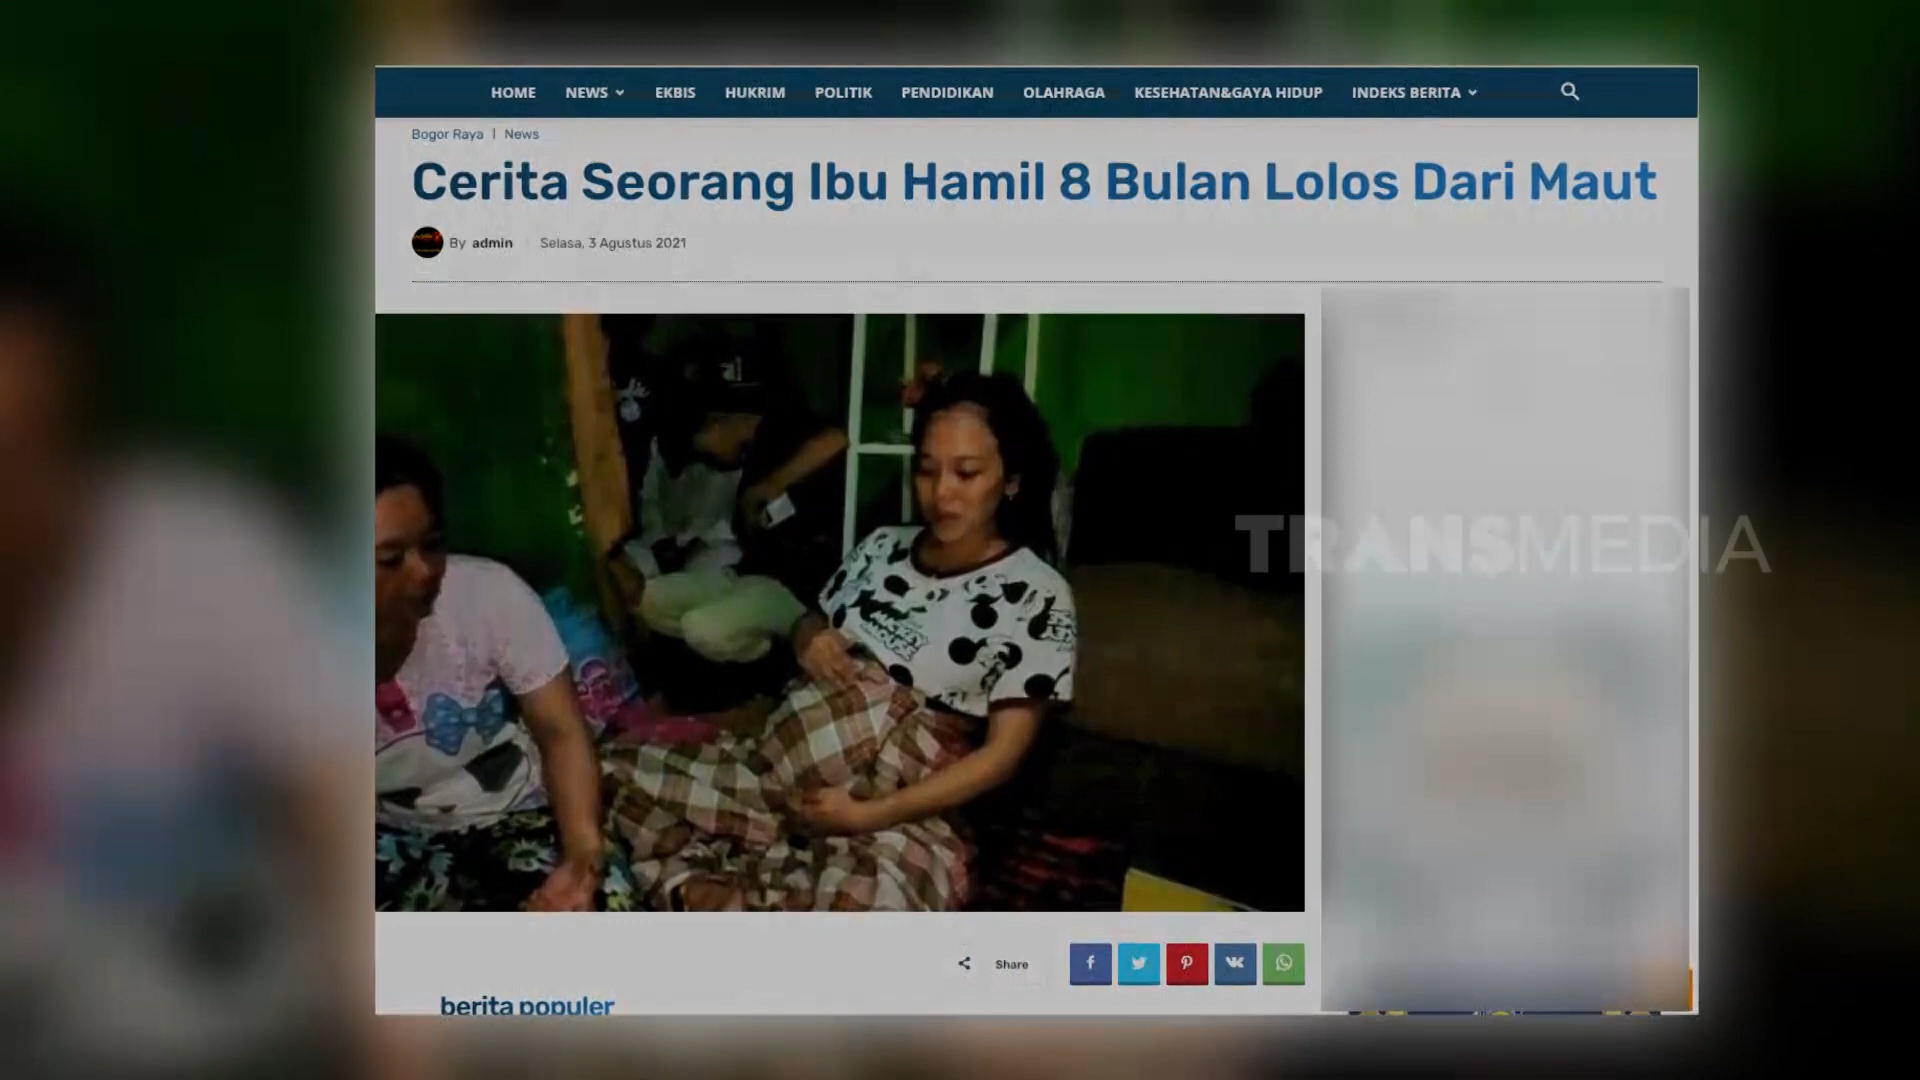 HOME NEWS EKBIS HUKRIM POLITIK PENDIDIKAN OLAHRAGA KESEHATAN&GAYA HIDUP INDEKS BERITA
Bogor Raya | News
Cerita Seorang Ibu Hamil 8 Bulan Lolos Dari Maut
By admin Selasa, 3 Agustus 2021
TRANSMEDIA
Share
berita populer